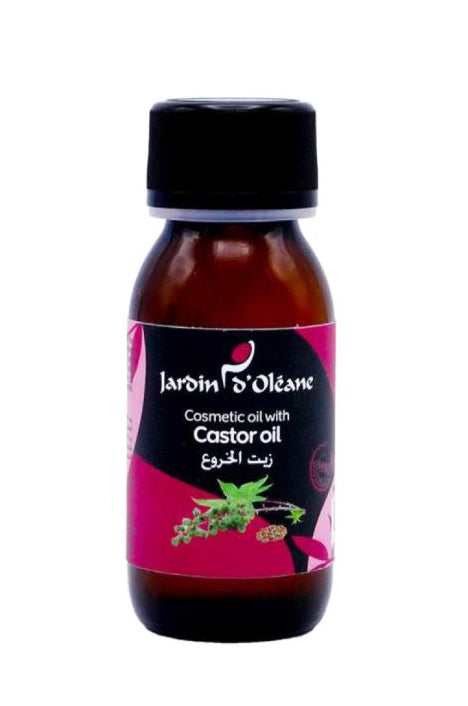 Jardin d'Oléane
Cosmetic oil with
Castor oil
زيت الخروع